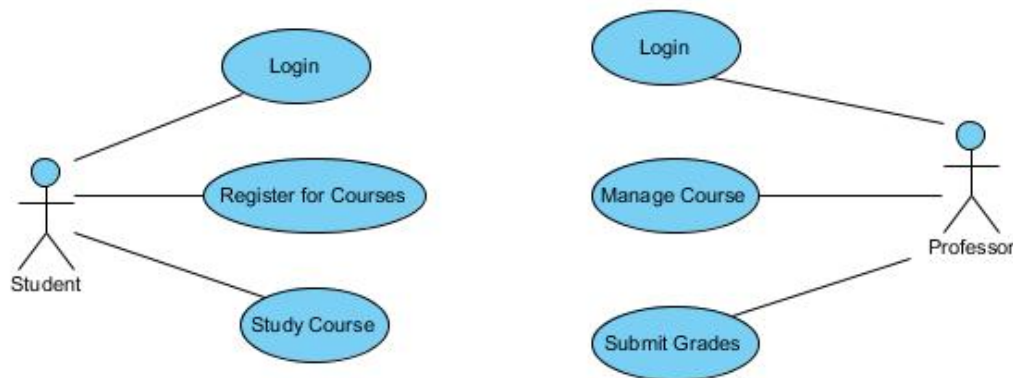 Login
Login
Register for Courses
Manage Course
Professor
Student
Study Course
Submit Grades